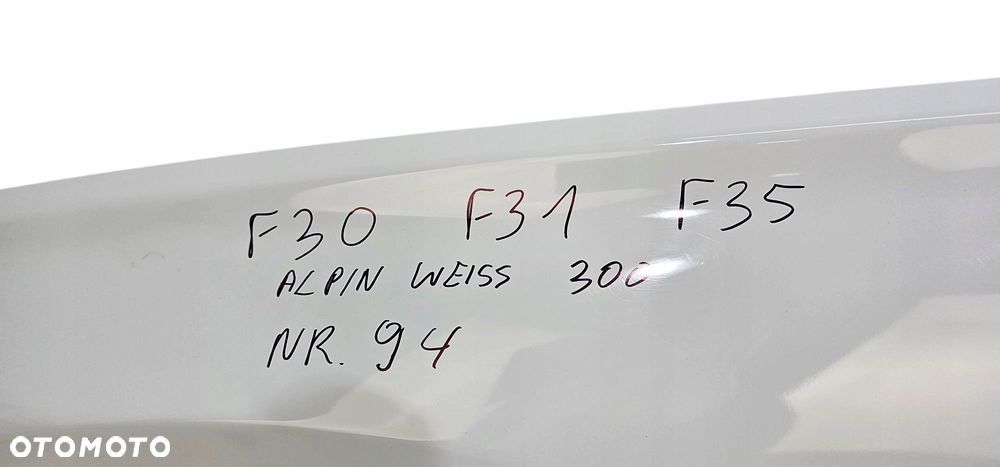 F30 F31 F35
ALPIN WEISS 300
NR. 94
OTOMOTO